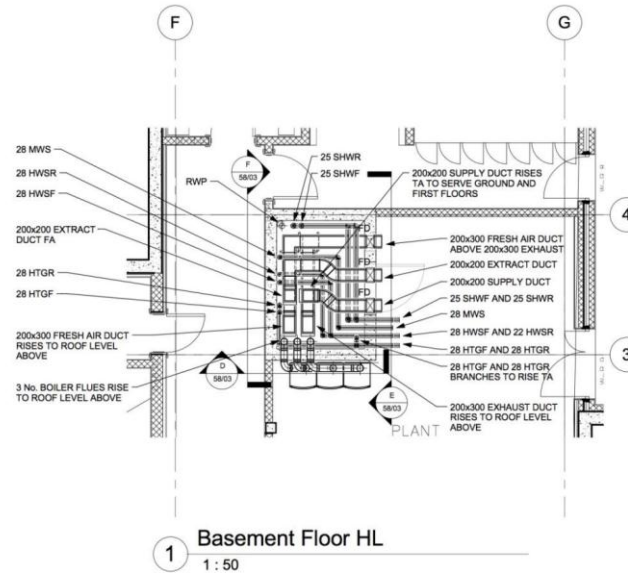 F
G
28 MWS
28 HWSR
28 HWSF
200x200 EXTRACT
DUCT FA
28 HTGR
28 HTGF
200x300 FRESH AIR DUCT
RISES TO ROOF LEVEL
ABOVE
3 No. BOILER FLUES RISE
TO ROOF LEVEL ABOVE
RWP
F
58/03
25 SHWR
25 SHWF
200x200 SUPPLY DUCT RISES
TA TO SERVE GROUND AND
FIRST FLOORS
4
FD
FD
200x300 FRESH AIR DUCT
ABOVE 200x300 EXHAUST
200x200 EXTRACT DUCT
200x200 SUPPLY DUCT
25 SHWF AND 25 SHWR
28 MWS
28 HWSF AND 22 HWSR
28 HTGF AND 28 HTGR
3
28 HTGF AND 28 HTGR
BRANCHES TO RISE TA
D
58/03
E
58/03
200x300 EXHAUST DUCT
RISES TO ROOF LEVEL
ABOVE
PLANT
1
Basement Floor HL
1 : 50